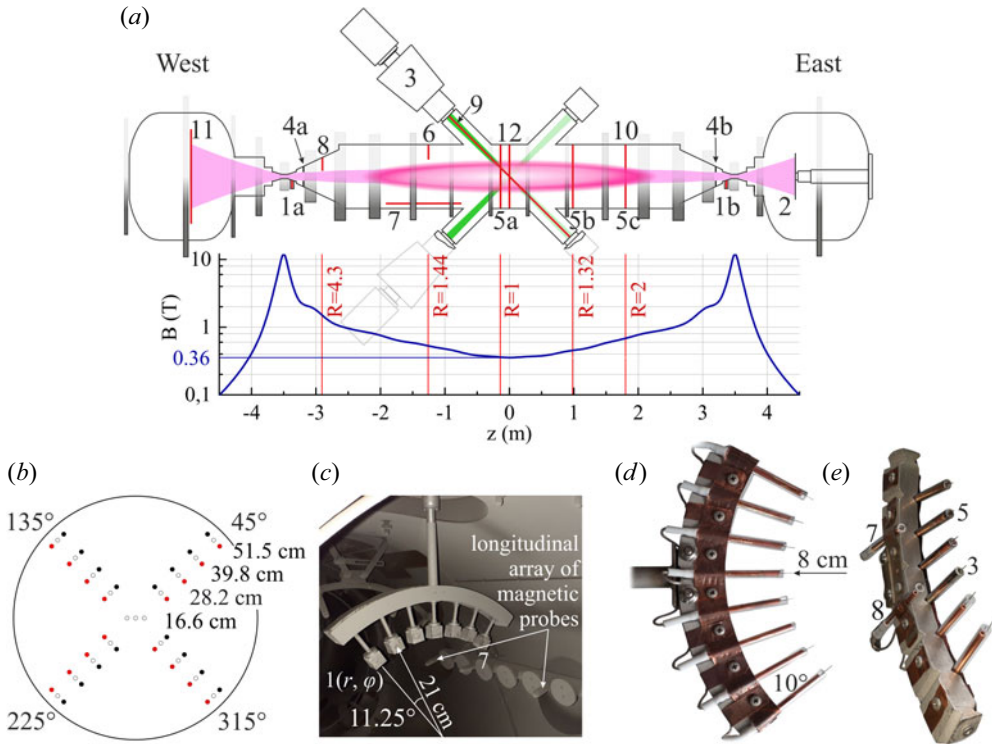 (a)
West
East
3
9
11
4a
8
6
12
10
4b
1a
7
5a
5b
5c
1b
2
B (T)
10
1
0.36
0,1
R=4.3
R=1.44
R=1
R=1.32
R=2
-4
-3
-2
-1
0
1
2
3
4
z (m)
(b)
135°
45°
51.5 cm
39.8 cm
28.2 cm
16.6 cm
225°
315°
(c)
longitudinal
array of
magnetic
probes
7
1(r, φ)
21 cm
11.25°
(d)
8 cm
10°
(e)
5
7
3
8